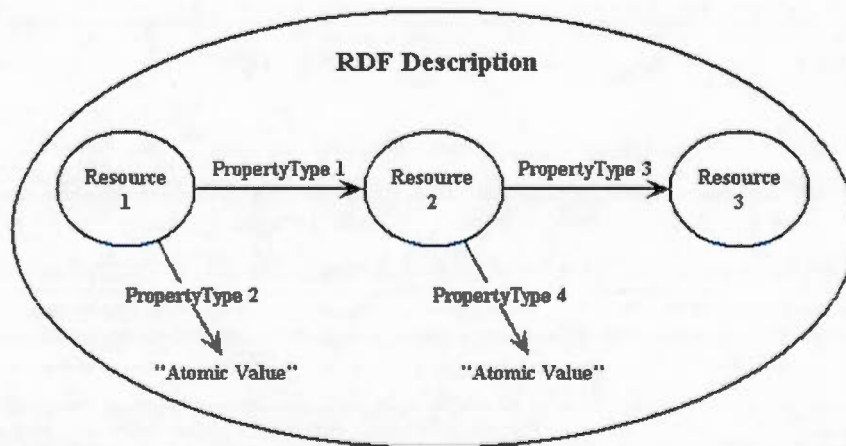 RDF Description
Resource
1
PropertyType 1
Resource
2
PropertyType 3
Resource
3
PropertyType 2
PropertyType 4
"Atomic Value"
"Atomic Value"